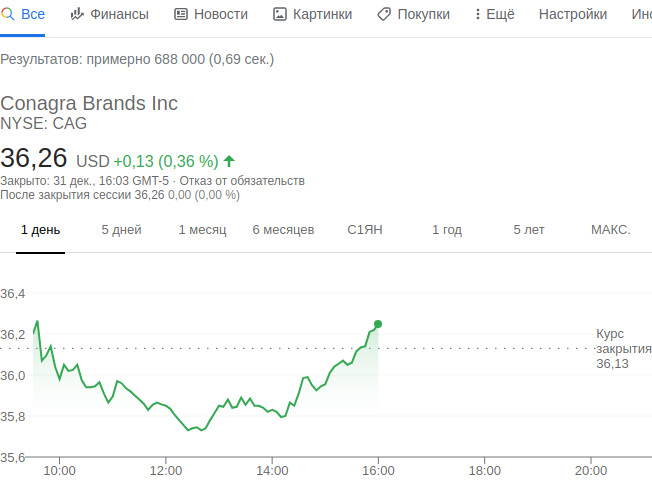 Все Финансы Новости Картинки Покупки Ещё Настройки Инс
Результатов: примерно 688 000 (0,69 сек.)
Conagra Brands Inc
NYSE: CAG
36,26 USD +0,13 (0,36 %)
Закрыто: 31 дек., 16:03 GMT-5 · Отказ от обязательств
После закрытия сессии 36,26 0,00 (0,00 %)
1 день 5 дней 1 месяц 6 месяцев С1ЯН 1 год 5 лет МАКС.
36,4
36,2
36,0
35,8
35,6
Курс
закрытия
36,13
10:00 12:00 14:00 16:00 18:00 20:00